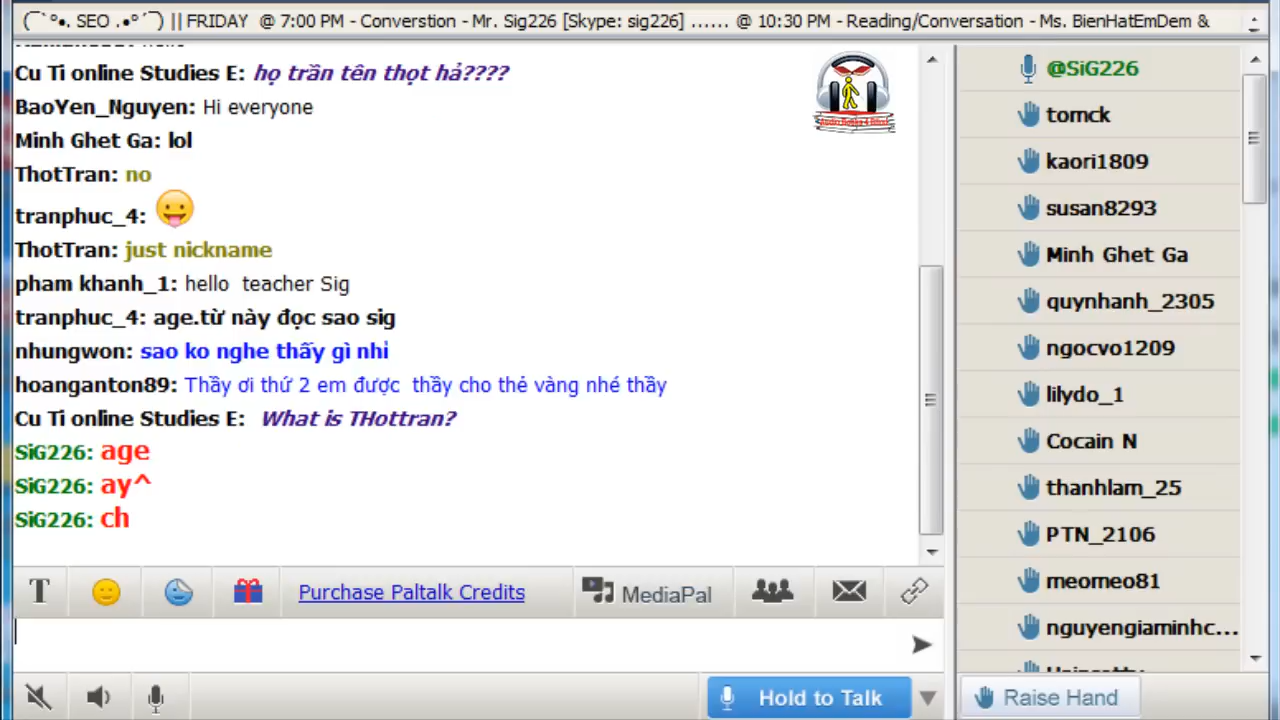 (¯`°•. SEO .•°´¯) || FRIDAY @ 7:00 PM - Converstion - Mr. Sig226 [Skype: sig226] ...... @ 10:30 PM - Reading/Conversation - Ms. BienHatEmDem &
Cu Ti online Studies E: họ trần tên thọt hả????
BaoYen_Nguyen: Hi everyone
Minh Ghet Ga: lol
ThotTran: no
tranphuc_4:
ThotTran: just nickname
pham khanh_1: hello teacher Sig
tranphuc_4: age.từ này đọc sao sig
nhungwon: sao ko nghe thấy gì nhỉ
hoanganton89: Thầy ơi thứ 2 em được thầy cho thẻ vàng nhé thầy
Cu Ti online Studies E: What is THottran?
SiG226: age
SiG226: ay^
SiG226: ch
T
Purchase Paltalk Credits
MediaPal
Hold to Talk
@SiG226
tomck
kaori1809
susan8293
Minh Ghet Ga
quynhanh_2305
ngocvo1209
lilydo_1
Cocain N
thanhlam_25
PTN_2106
meomeo81
nguyengiaminhc...
Raise Hand